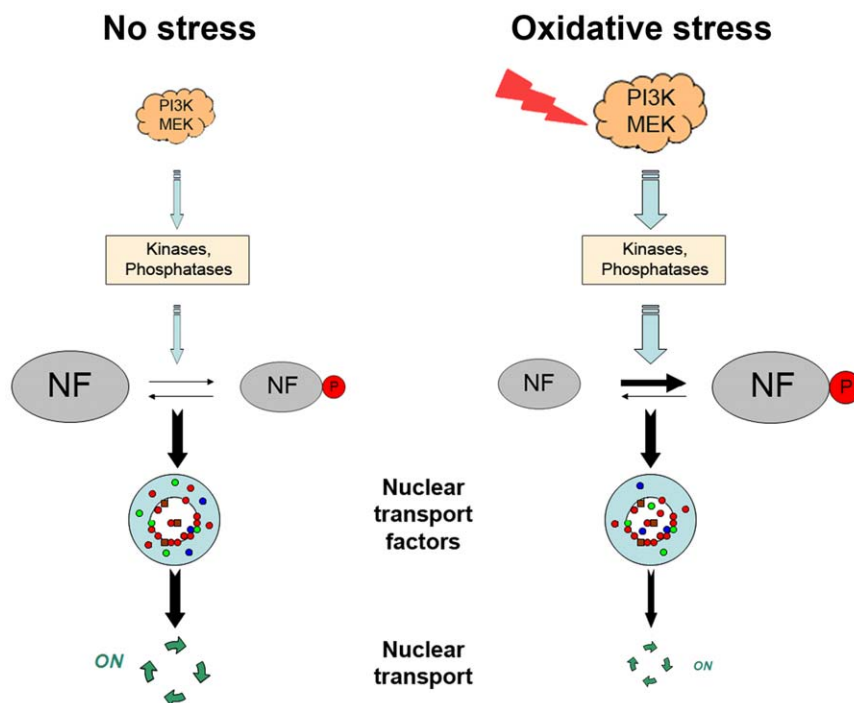 No stress
Oxidative stress
PI3K
MEK
PI3K
MEK
Kinases,
Phosphatases
Kinases,
Phosphatases
NF
NF
P
NF
NF
P
Nuclear
transport
factors
ON
Nuclear
transport
ON